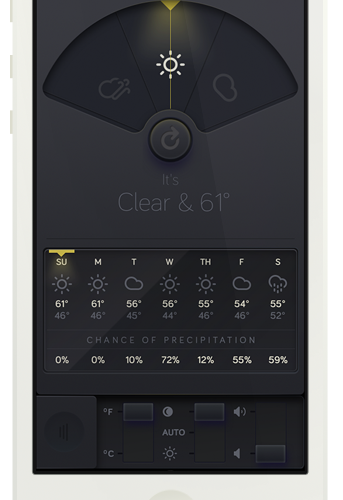 It's
Clear & 61°
SU M T W TH F S
61° 61° 56° 56° 55° 54° 55°
46° 46° 45° 44° 46° 46° 52°
CHANCE OF PRECIPITATION
0% 0% 10% 72% 12% 55% 59%
°F
AUTO
°C